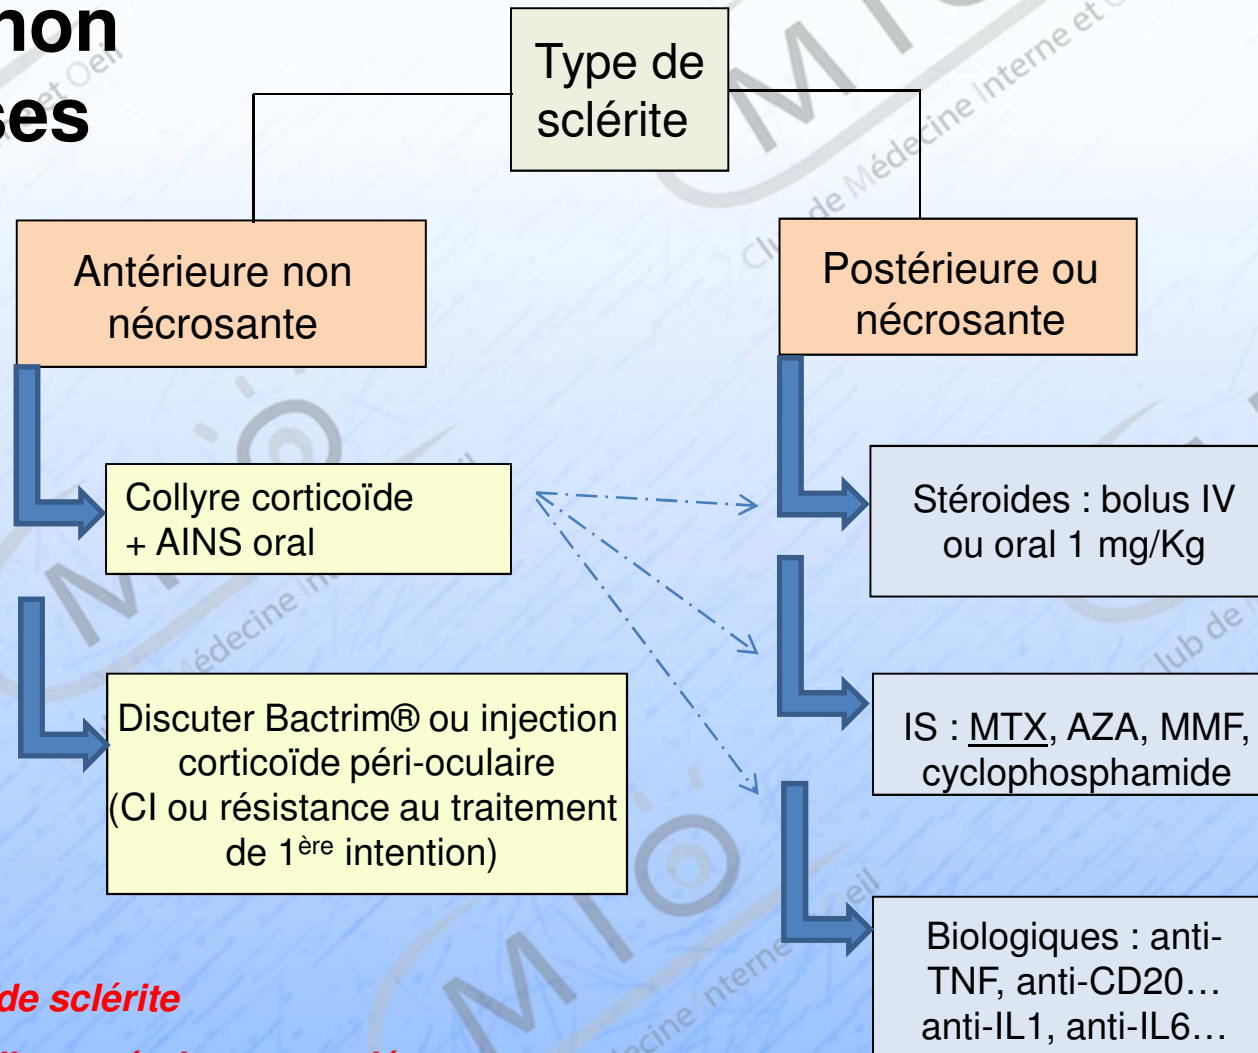 non
ses
Type de
sclérite
Antérieure non
nécrosante
Postérieure ou
nécrosante
Collyre corticoïde
+ AINS oral
Stéroides : bolus IV
ou oral 1 mg/Kg
Discuter Bactrim® ou injection
corticoïde péri-oculaire
(CI ou résistance au traitement
de 1ère intention)
IS : MTX, AZA, MMF,
cyclophosphamide
Biologiques : anti-
TNF, anti-CD20…
anti-IL1, anti-IL6…
de sclérite